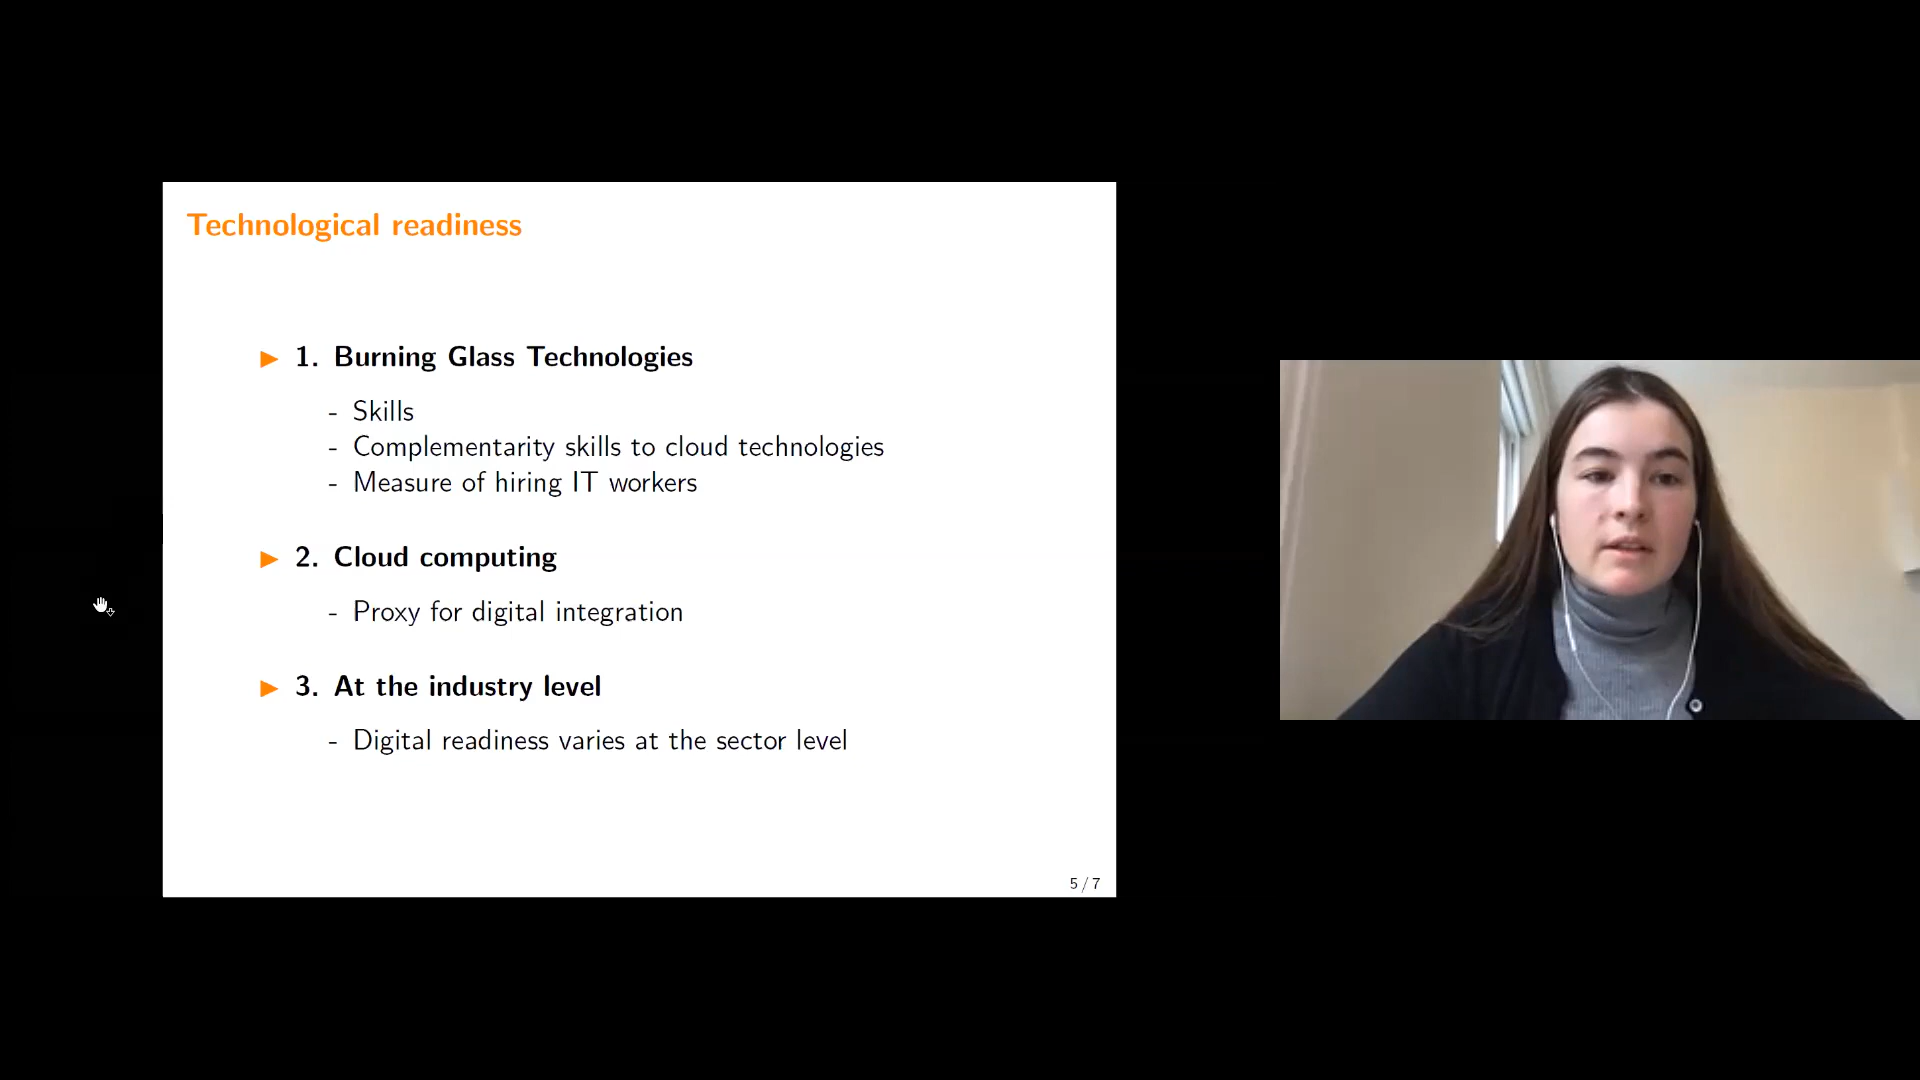 Technological readiness
▶ 1. Burning Glass Technologies
- Skills
- Complementarity skills to cloud technologies
- Measure of hiring IT workers
▶ 2. Cloud computing
- Proxy for digital integration
▶ 3. At the industry level
- Digital readiness varies at the sector level
5 / 7